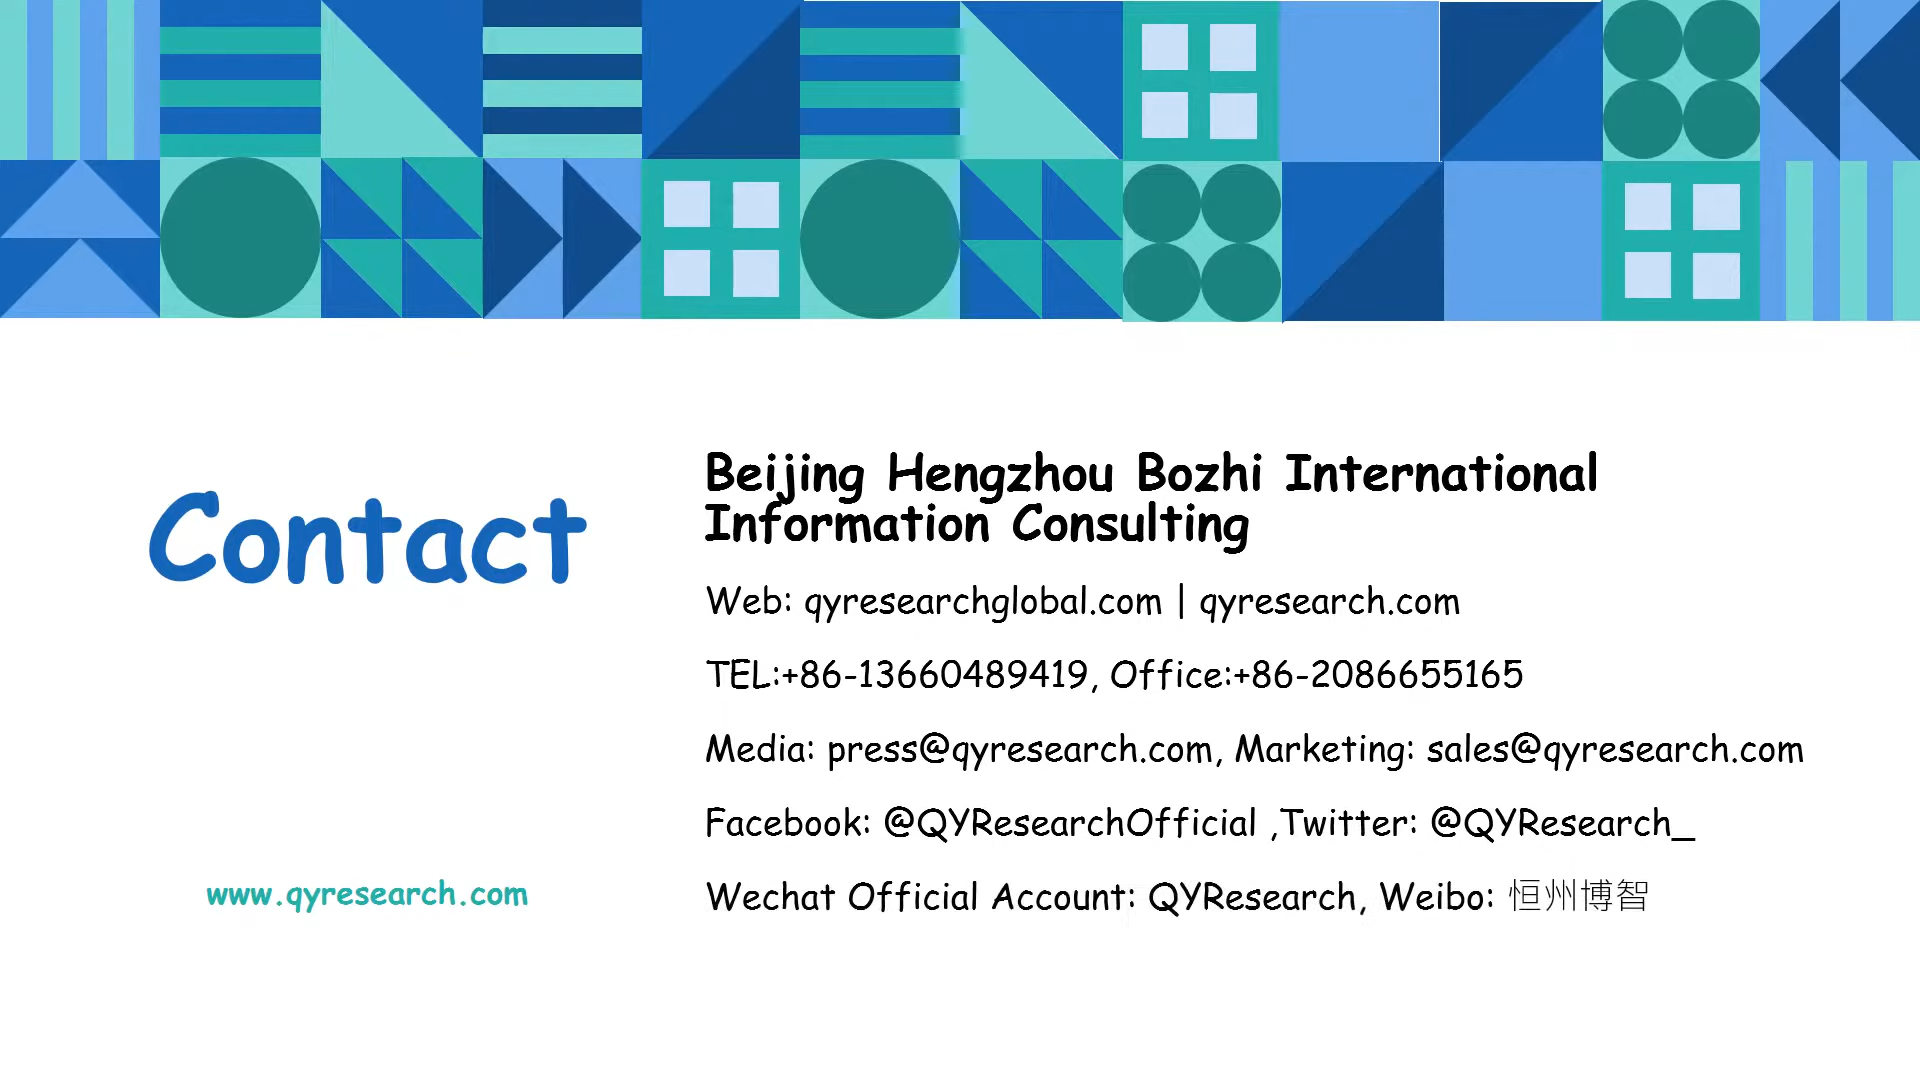 Contact
www.qyresearch.com
Beijing Hengzhou Bozhi International
Information Consulting
Web: qyresearchglobal.com | qyresearch.com
TEL:+86-13660489419, Office:+86-2086655165
Media: press@qyresearch.com, Marketing: sales@qyresearch.com
Facebook: @QYResearchOfficial ,Twitter: @QYResearch_
Wechat Official Account: QYResearch, Weibo: 恒州博智